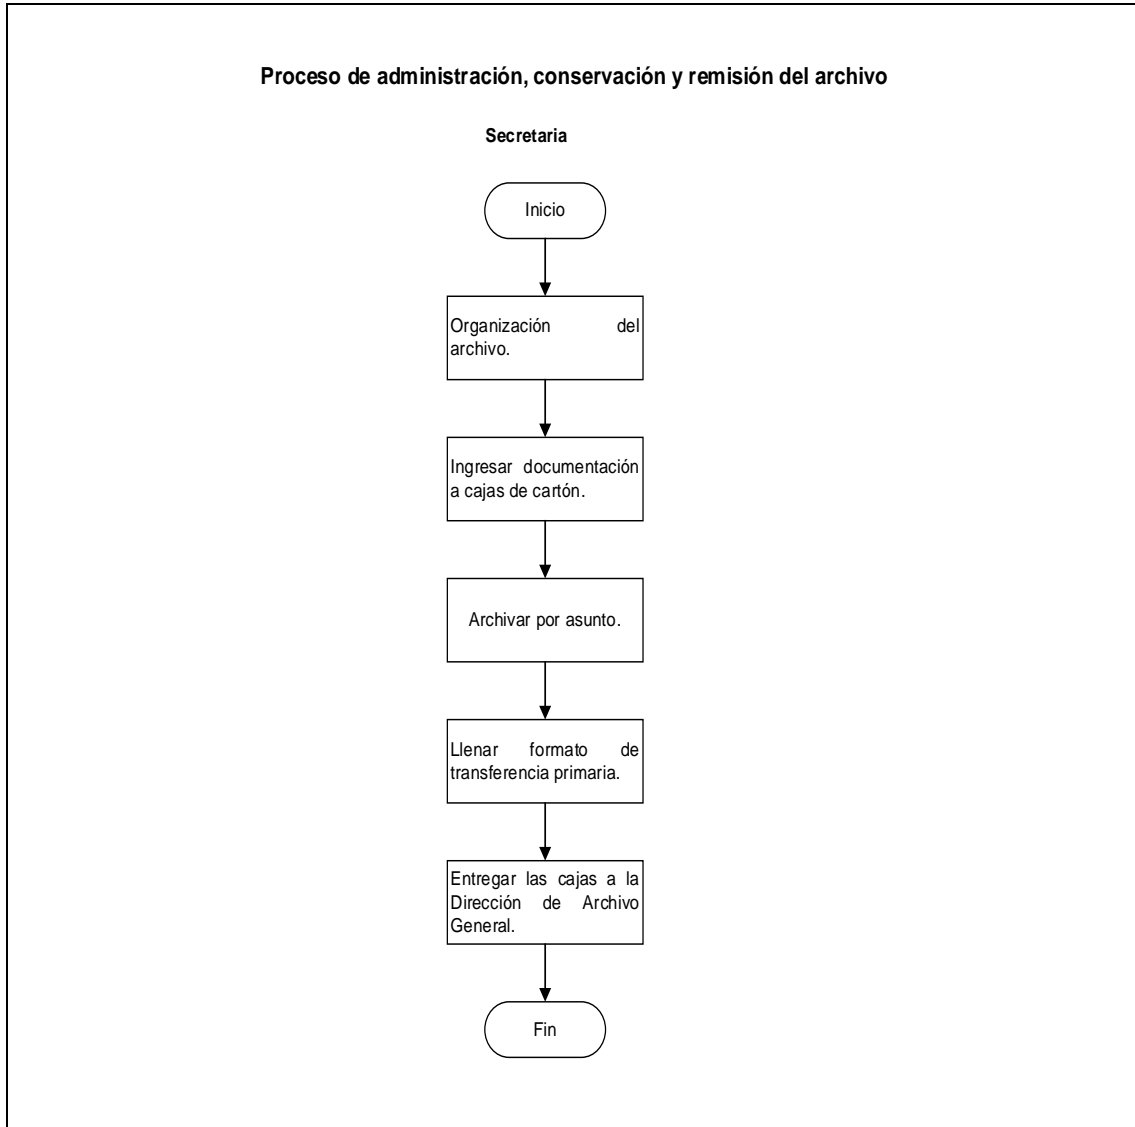 Proceso de administración, conservación y remisión del archivo
Secretaria
Inicio
Organización del
archivo.
Ingresar documentación
a cajas de cartón.
Archivar por asunto.
Llenar formato de
transferencia primaria.
Entregar las cajas a la
Dirección de Archivo
General.
Fin